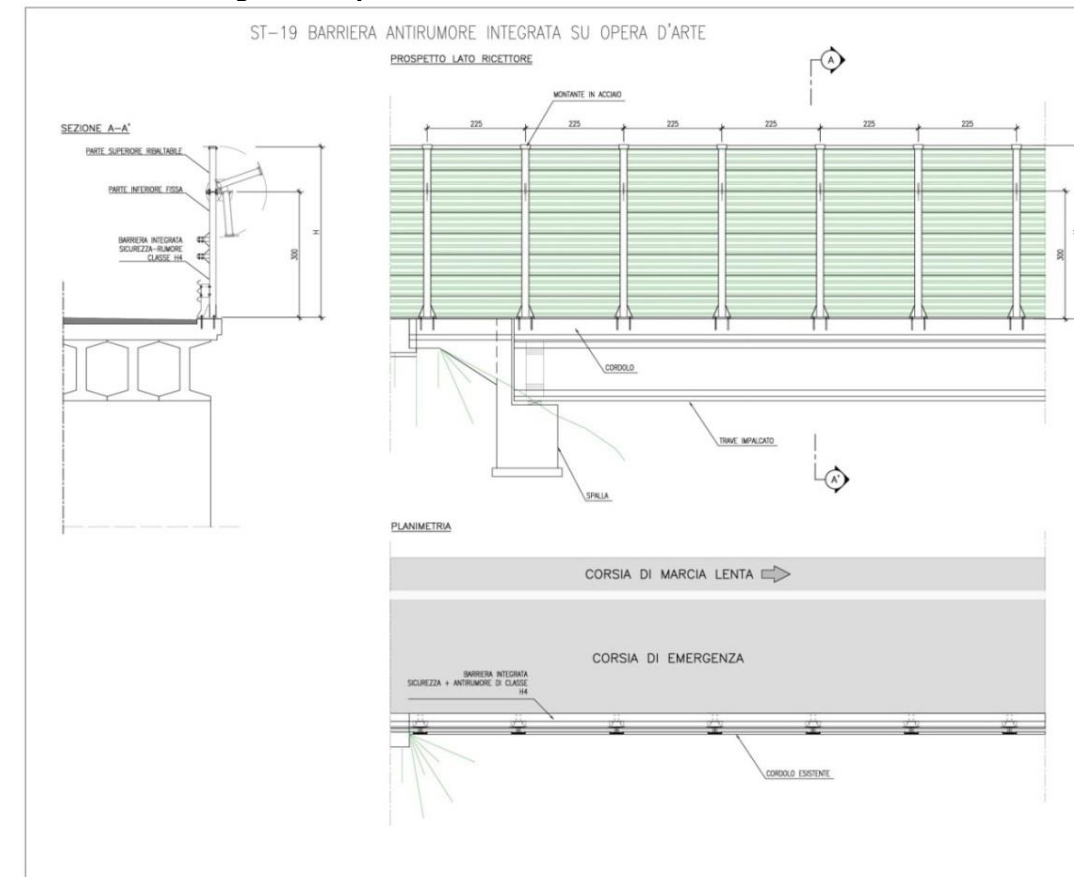 ST-19 BARRIERA ANTIRUMORE INTEGRATA SU OPERA D'ARTE
PROSPETTO LATO RICETTORE
A
MONTANTE IN ACCIAIO
SEZIONE A-A'
PARTE SUPERIORE RIBALTABILE
PARTE INFERIORE FISSA
BARRIERA INTEGRATA
SICUREZZA-RUMORE
CLASSE H4
300
H
225
225
225
225
225
225
300
CORDOLO
TRAVE IMPALCATO
A'
SPALLA
PLANIMETRIA
CORSIA DI MARCIA LENTA
CORSIA DI EMERGENZA
BARRIERA INTEGRATA
SICUREZZA + ANTIRUMORE DI CLASSE
H4
CORDOLO ESISTENTE